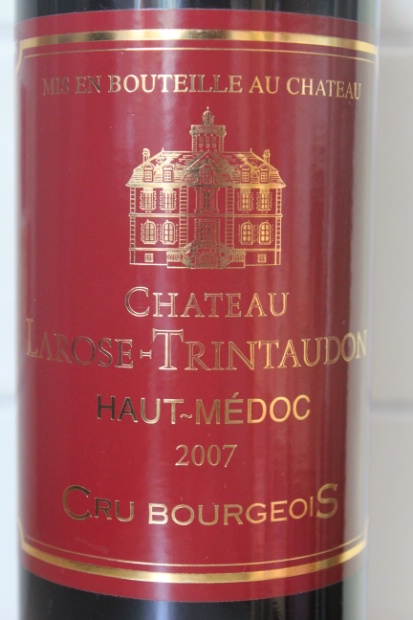 MIS EN BOUTEILLE AU CHATEAU
CHATEAU
LAROSE-TRINTAUDON
HAUT~MÉDOC
2007
CRU BOURGEOIS